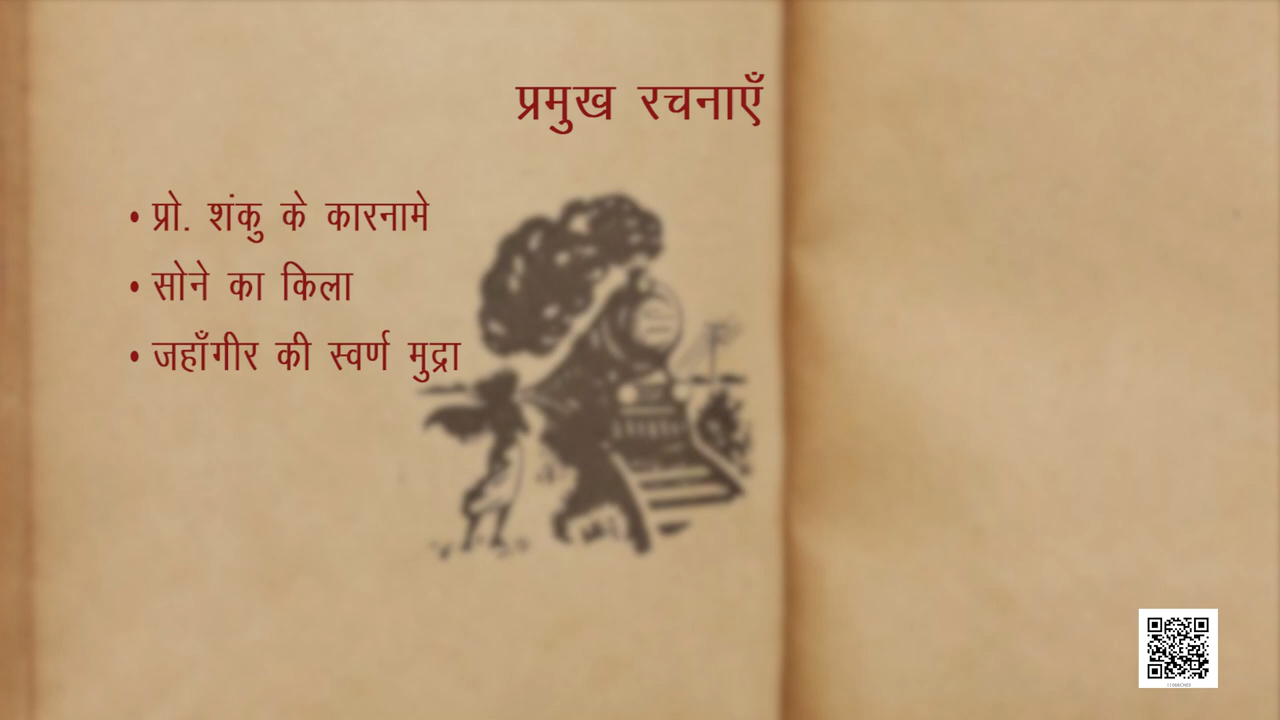 प्रमुख रचनाएँ
• प्रो. शंकु के कारनामे
• सोने का किला
• जहाँगीर की स्वर्ण मुद्रा